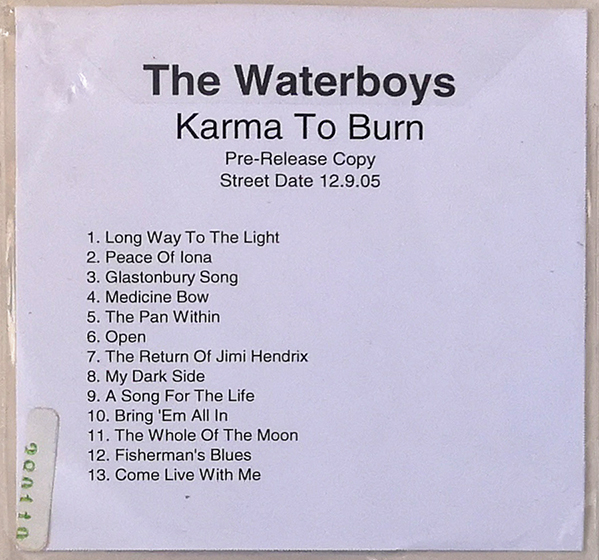 The Waterboys
Karma To Burn
Pre-Release Copy
Street Date 12.9.05
1. Long Way To The Light
2. Peace Of Iona
3. Glastonbury Song
4. Medicine Bow
5. The Pan Within
6. Open
7. The Return Of Jimi Hendrix
8. My Dark Side
9. A Song For The Life
10. Bring 'Em All In
11. The Whole Of The Moon
12. Fisherman's Blues
13. Come Live With Me